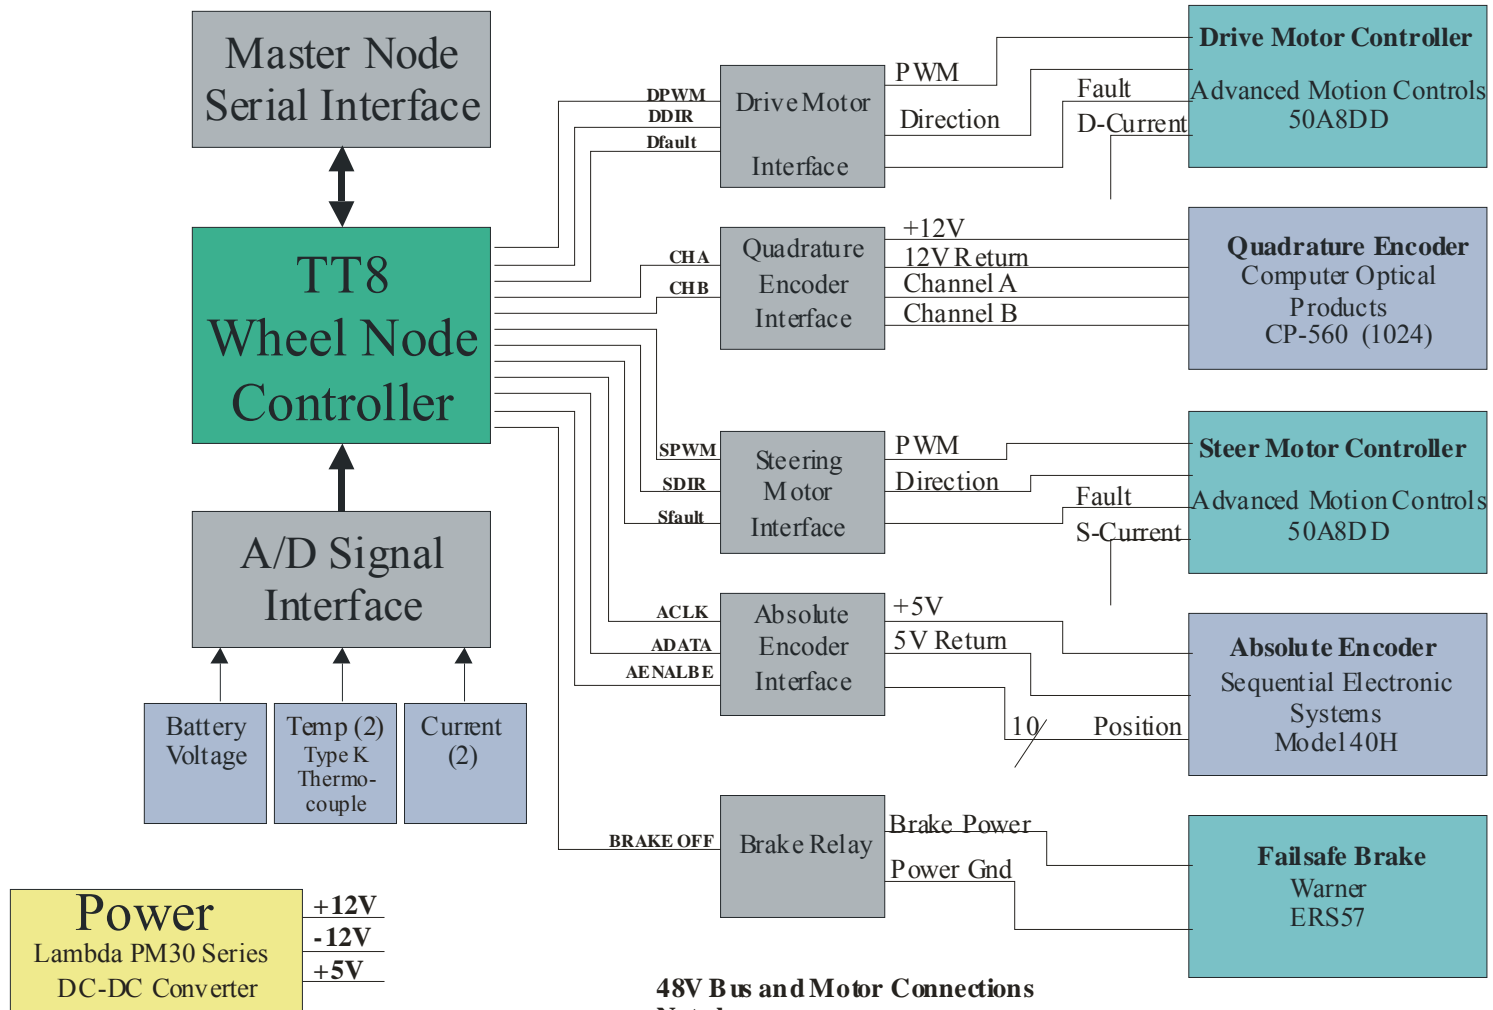 Master Node
Serial Interface
TT8
Wheel Node
Controller
A/D Signal
Interface
Battery
Voltage
Temp (2)
Type K
Thermo-
couple
Current
(2)
Power
Lambda PM30 Series
DC-DC Converter
+12V
-12V
+5V
DPWM
DDIR
Dfault
Drive Motor
Interface
PWM
Direction
Fault
D-Current
Drive Motor Controller
Advanced Motion Controls
50A8DD
CHA
CHB
Quadrature
Encoder
Interface
+12V
12V Return
Channel A
Channel B
Quadrature Encoder
Computer Optical
Products
CP-560 (1024)
SPWM
SDIR
Sfault
Steering
Motor
Interface
PWM
Direction
Fault
S-Current
Steer Motor Controller
Advanced Motion Controls
50A8DD
ACLK
ADATA
AENALBE
Absolute
Encoder
Interface
+5V
5V Return
10
Position
Absolute Encoder
Sequential Electronic
Systems
Model 40H
BRAKE OFF
Brake Relay
Brake Power
Power Gnd
Failsafe Brake
Warner
ERS57
48V Bus and Motor Connections